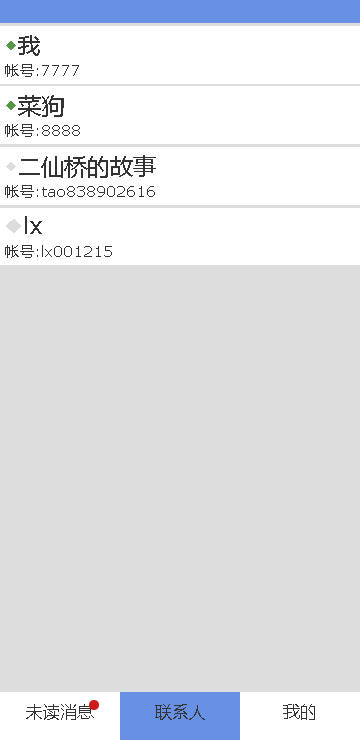 我
帐号:7777
菜狗
帐号:8888
二仙桥的故事
帐号:tao838902616
lx
帐号:lx001215
未读消息
联系人
我的